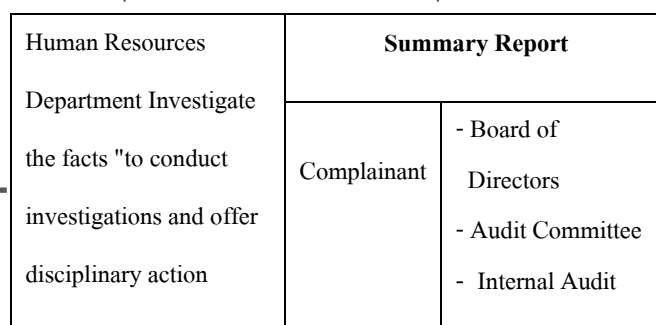 Human Resources
Department Investigate
the facts "to conduct
investigations and offer
disciplinary action
Summary Report
Complainant
- Board of
Directors
- Audit Committee
- Internal Audit